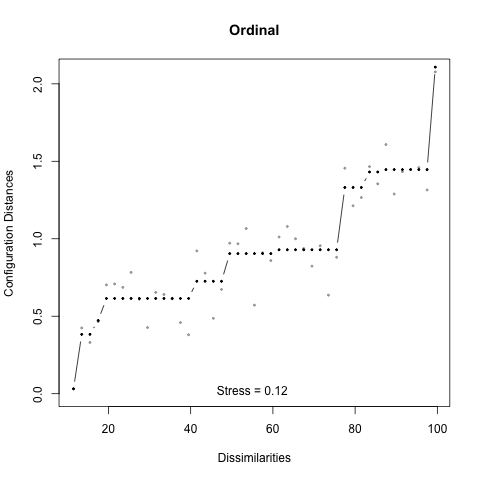 Ordinal
Configuration Distances
2.0
1.5
1.0
0.5
0.0
Stress = 0.12
20 40 60 80 100
Dissimilarities